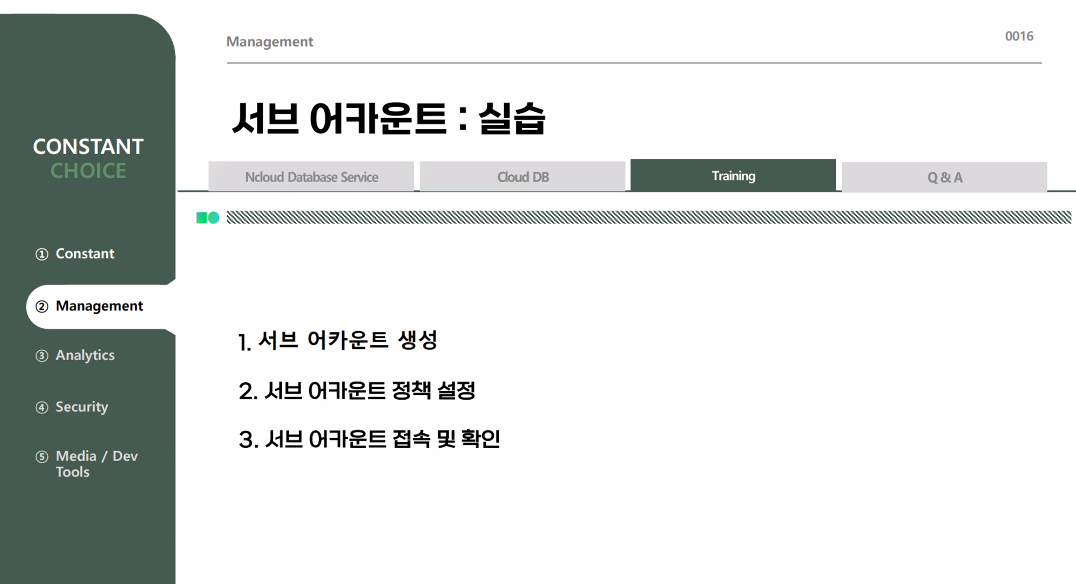 Management
0016
서브 어카운트 : 실습
CONSTANT
CHOICE
Ncloud Database Service
Cloud DB
Training
Q & A
① Constant
② Management
③ Analytics
④ Security
⑤ Media / Dev
Tools
1. 서브 어카운트 생성
2. 서브 어카운트 정책 설정
3. 서브 어카운트 접속 및 확인